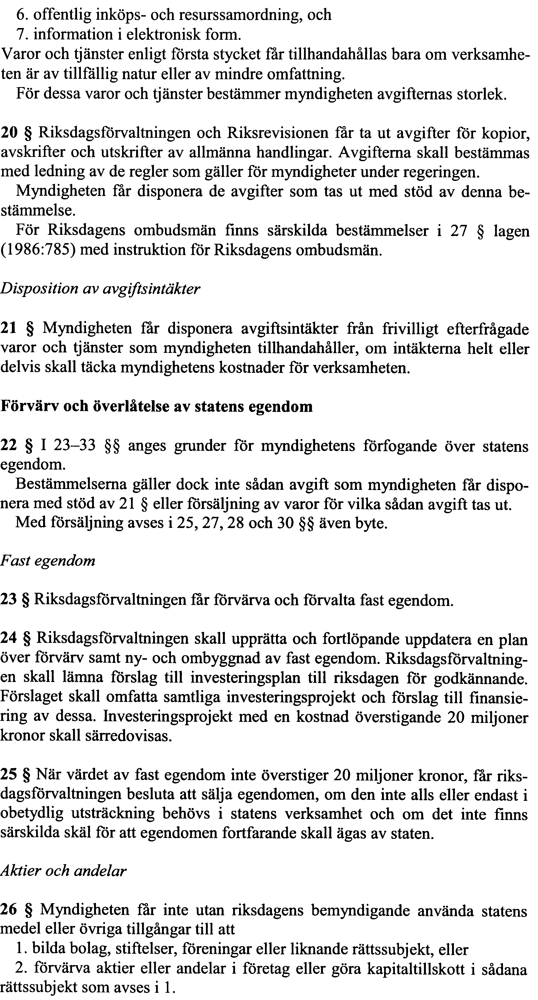 6. offentlig inköps- och resurssamordning, och
7. information i elektronisk form.
Varor och tjänster enligt första stycket får tillhandahållas bara om verksamhe-
ten är av tillfällig natur eller av mindre omfattning.
För dessa varor och tjänster bestämmer myndigheten avgifternas storlek.
20 § Riksdagsförvaltningen och Riksrevisionen får ta ut avgifter för kopior,
avskrifter och utskrifter av allmänna handlingar. Avgifterna skall bestämmas
med ledning av de regler som gäller för myndigheter under regeringen.
Myndigheten får disponera de avgifter som tas ut med stöd av denna be-
stämmelse.
För Riksdagens ombudsmän finns särskilda bestämmelser i 27 § lagen
(1986:785) med instruktion för Riksdagens ombudsmän.
Disposition av avgiftsintäkter
21 § Myndigheten får disponera avgiftsintäkter från frivilligt efterfrågade
varor och tjänster som myndigheten tillhandahåller, om intäkterna helt eller
delvis skall täcka myndighetens kostnader för verksamheten.
Förvärv och överlåtelse av statens egendom
22 § I 23–33 §§ anges grunder för myndighetens förfogande över statens
egendom.
Bestämmelserna gäller dock inte sådan avgift som myndigheten får dispo-
nera med stöd av 21 § eller försäljning av varor för vilka sådan avgift tas ut.
Med försäljning avses i 25, 27, 28 och 30 §§ även byte.
Fast egendom
23 § Riksdagsförvaltningen får förvärva och förvalta fast egendom.
24 § Riksdagsförvaltningen skall upprätta och fortlöpande uppdatera en plan
över förvärv samt ny- och ombyggnad av fast egendom. Riksdagsförvaltning-
en skall lämna förslag till investeringsplan till riksdagen för godkännande.
Förslaget skall omfatta samtliga investeringsprojekt och förslag till finansie-
ring av dessa. Investeringsprojekt med en kostnad överstigande 20 miljoner
kronor skall särredovisas.
25 § När värdet av fast egendom inte överstiger 20 miljoner kronor, får riks-
dagsförvaltningen besluta att sälja egendomen, om den inte alls eller endast i
obetydlig utsträckning behövs i statens verksamhet och om det inte finns
särskilda skäl för att egendomen fortfarande skall ägas av staten.
Aktier och andelar
26 § Myndigheten får inte utan riksdagens bemyndigande använda statens
medel eller övriga tillgångar till att
1. bilda bolag, stiftelser, föreningar eller liknande rättssubjekt, eller
2. förvärva aktier eller andelar i företag eller göra kapitaltillskott i sådana
rättssubjekt som avses i 1.